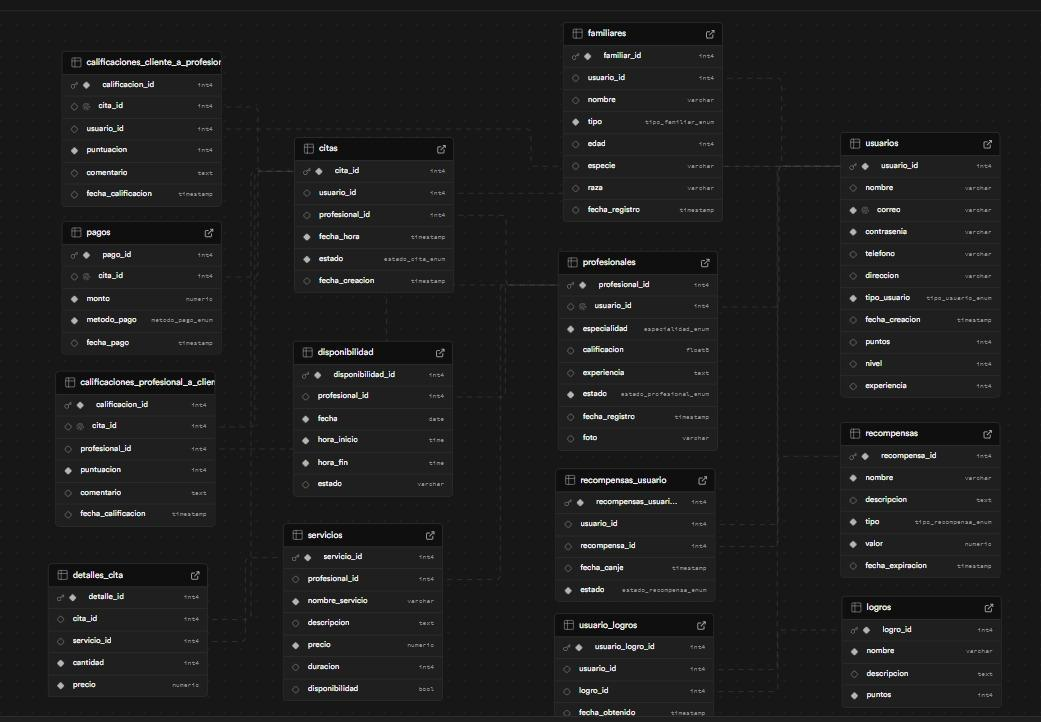 calificaciones_cliente_a_profesion
calificacion_id int4
cita_id int4
usuario_id int4
puntuacion int4
comentario text
fecha_calificacion timestamp
pagos
pago_id int4
cita_id int4
monto numeric
metodo_pago metodo_pago_enum
fecha_pago timestamp
calificaciones_profesional_a_clien
calificacion_id int4
cita_id int4
profesional_id int4
puntuacion int4
comentario text
fecha_calificacion timestamp
detalles_cita
detalle_id int4
cita_id int4
servicio_id int4
cantidad int4
precio numeric
citas
cita_id int4
usuario_id int4
profesional_id int4
fecha_hora timestamp
estado estado_cita_enum
fecha_creacion timestamp
disponibilidad
disponibilidad_id int4
profesional_id int4
fecha date
hora_inicio time
hora_fin time
estado varchar
servicios
servicio_id int4
profesional_id int4
nombre_servicio varchar
descripcion text
precio numeric
duracion int4
disponibilidad bool
familiares
familiar_id int4
usuario_id int4
nombre varchar
tipo tipo_familiar_enum
edad int4
especie varchar
raza varchar
fecha_registro timestamp
profesionales
profesional_id int4
usuario_id int4
especialidad especialidad_enum
calificacion float8
experiencia text
estado estado_profesional_enum
fecha_registro timestamp
foto varchar
recompensas_usuario
recompensas_usuari... int4
usuario_id int4
recompensa_id int4
fecha_canje timestamp
estado estado_recompensa_enum
usuario_logros
usuario_logro_id int4
usuario_id int4
logro_id int4
fecha_obtenido timestamp
usuarios
usuario_id int4
nombre varchar
correo varchar
contrasenia varchar
telefono varchar
direccion varchar
tipo_usuario tipo_usuario_enum
fecha_creacion timestamp
puntos int4
nivel int4
experiencia int4
recompensas
recompensa_id int4
nombre varchar
descripcion text
tipo tipo_recompensa_enum
valor numeric
fecha_expiracion timestamp
logros
logro_id int4
nombre varchar
descripcion text
puntos int4